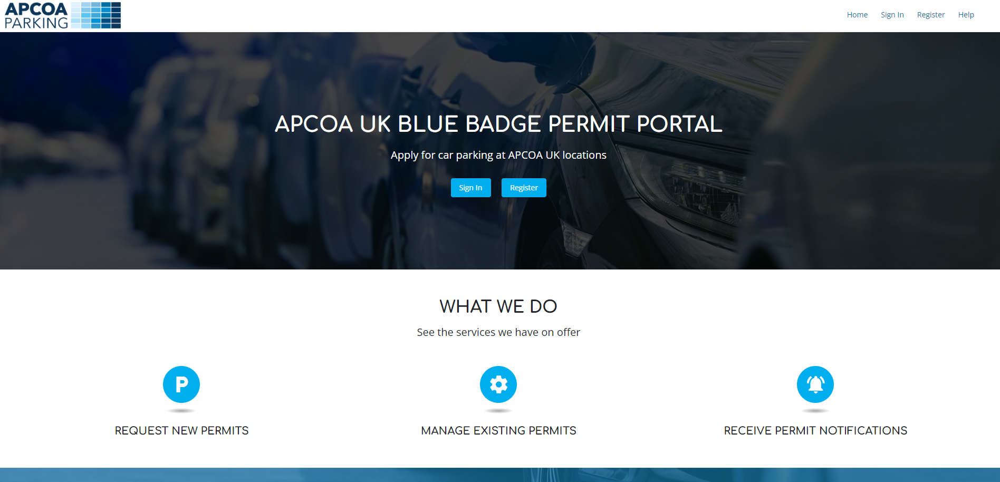 APCOA
PARKING
Home Sign In Register Help
APCOA UK BLUE BADGE PERMIT PORTAL
Apply for car parking at APCOA UK locations
Sign In Register
WHAT WE DO
See the services we have on offer
P
REQUEST NEW PERMITS MANAGE EXISTING PERMITS RECEIVE PERMIT NOTIFICATIONS